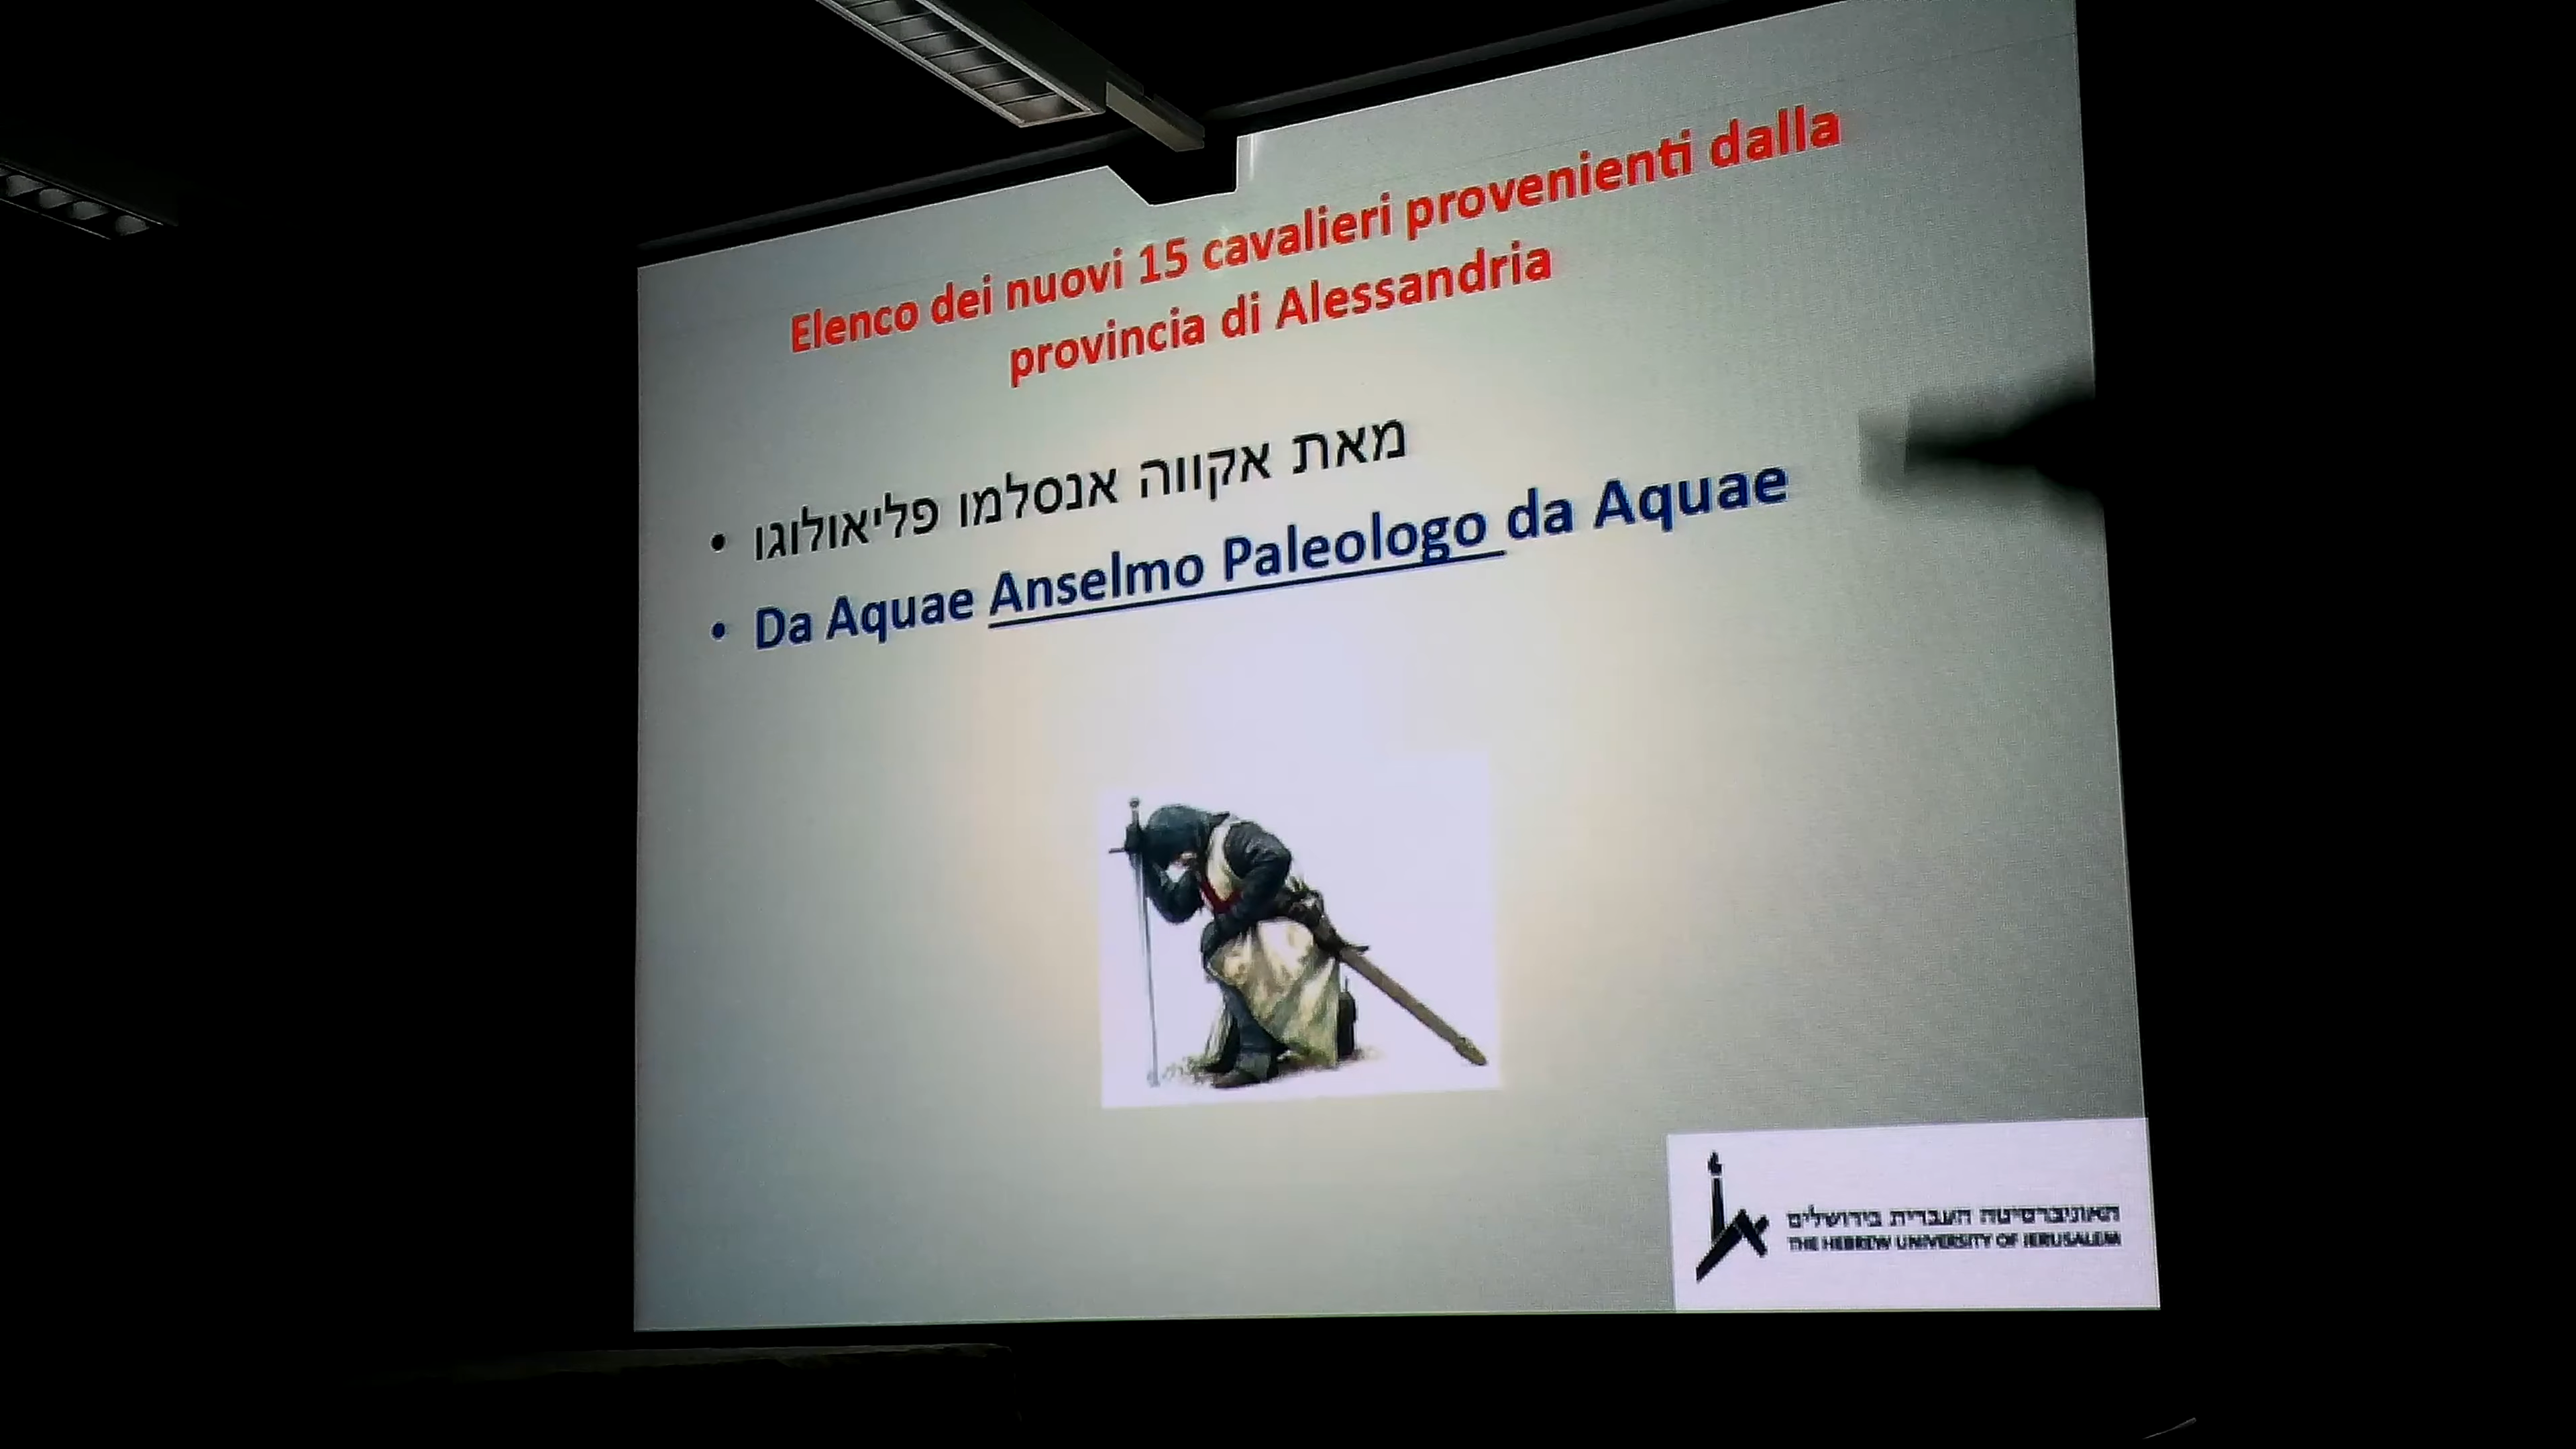 Elenco dei nuovi 15 cavalieri provenienti dalla
provincia di Alessandria
• מאת אקווה אנסלמו פליאולוגו
• Da Aquae Anselmo Paleologo da Aquae
האוניברסיטה העברית בירושלים
THE HEBREW UNIVERSITY OF JERUSALEM